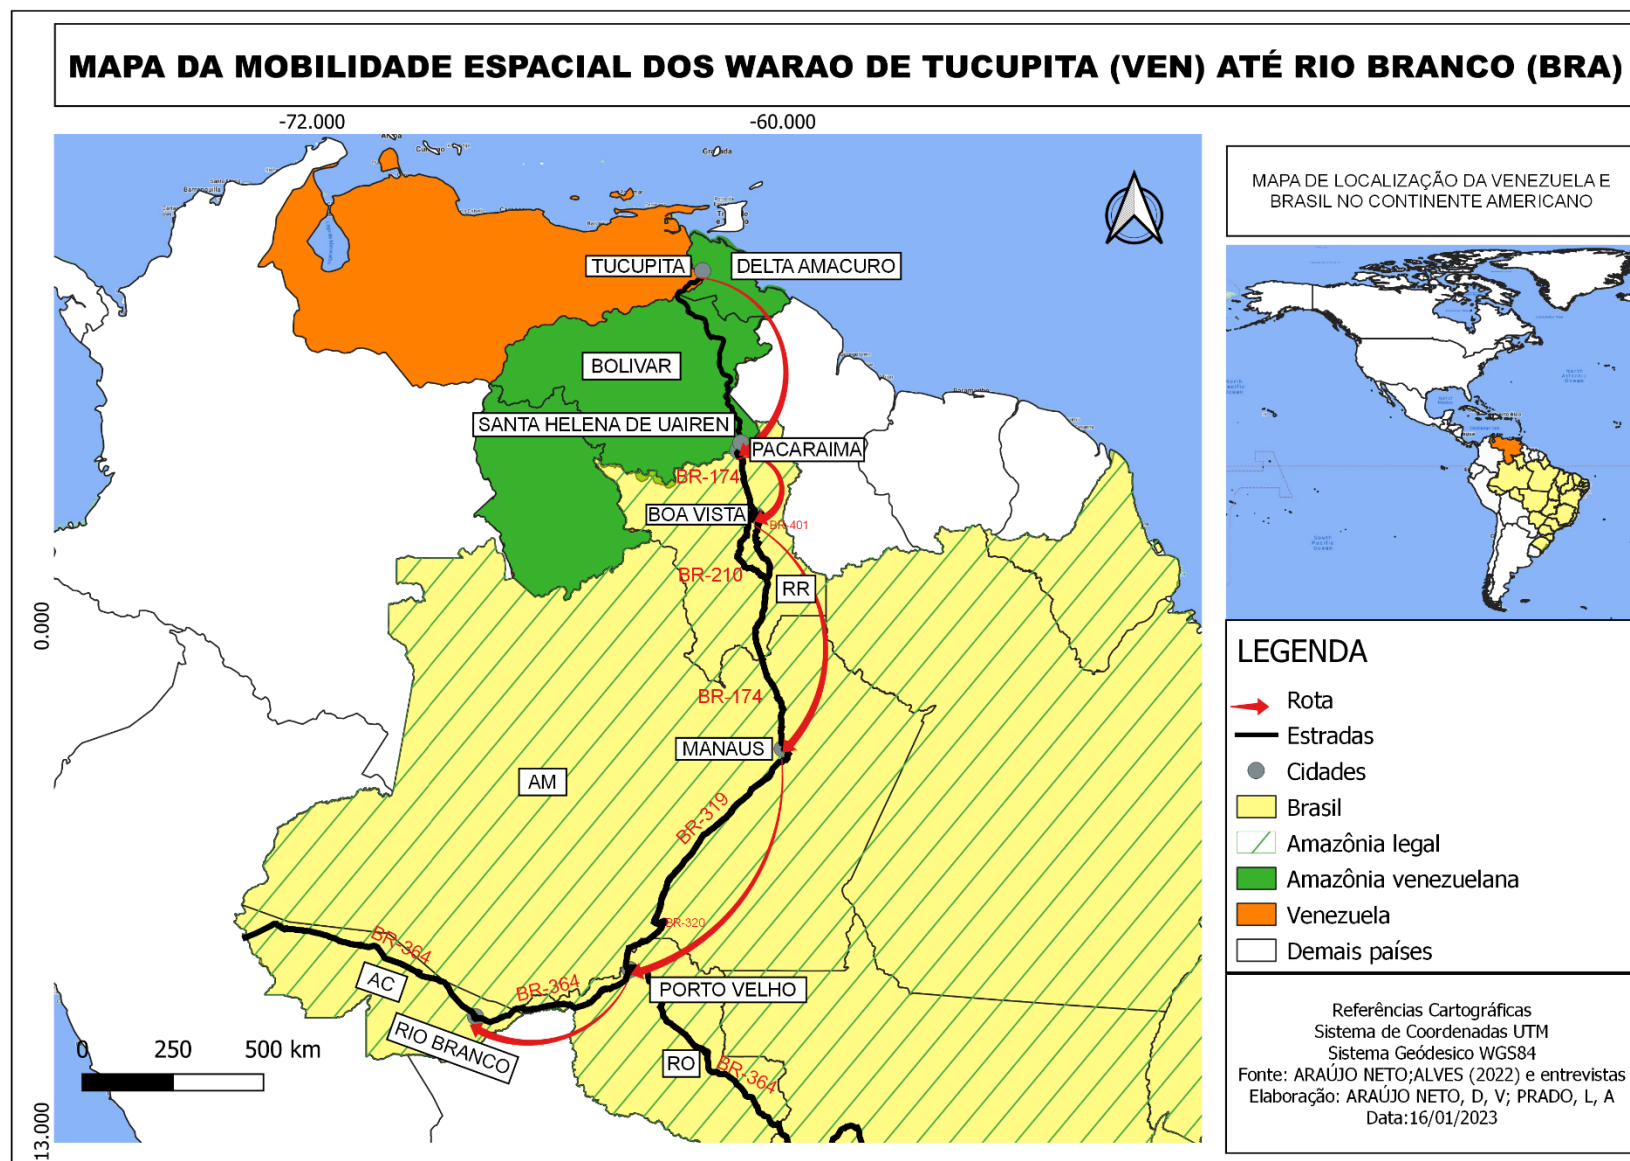 MAPA DA MOBILIDADE ESPACIAL DOS WARAO DE TUCUPITA (VEN) ATÉ RIO BRANCO (BRA)
-72.000
-60.000
0.000
13.000
TUCUPITA
DELTA AMACURO
BOLIVAR
SANTA HELENA DE UAIREN
PACARAIMA
BR-174
BOA VISTA
BR-401
BR-210
RR
BR-174
MANAUS
AM
BR-319
BR-320
BR-364
AC
BR-364
PORTO VELHO
RIO BRANCO
RO
BR-364
0 250 500 km
MAPA DE LOCALIZAÇÃO DA VENEZUELA E
BRASIL NO CONTINENTE AMERICANO
LEGENDA
Rota
Estradas
Cidades
Brasil
Amazônia legal
Amazônia venezuelana
Venezuela
Demais países
Referências Cartográficas
Sistema de Coordenadas UTM
Sistema Geódesico WGS84
Fonte: ARAÚJO NETO;ALVES (2022) e entrevistas
Elaboração: ARAÚJO NETO, D, V; PRADO, L, A
Data:16/01/2023